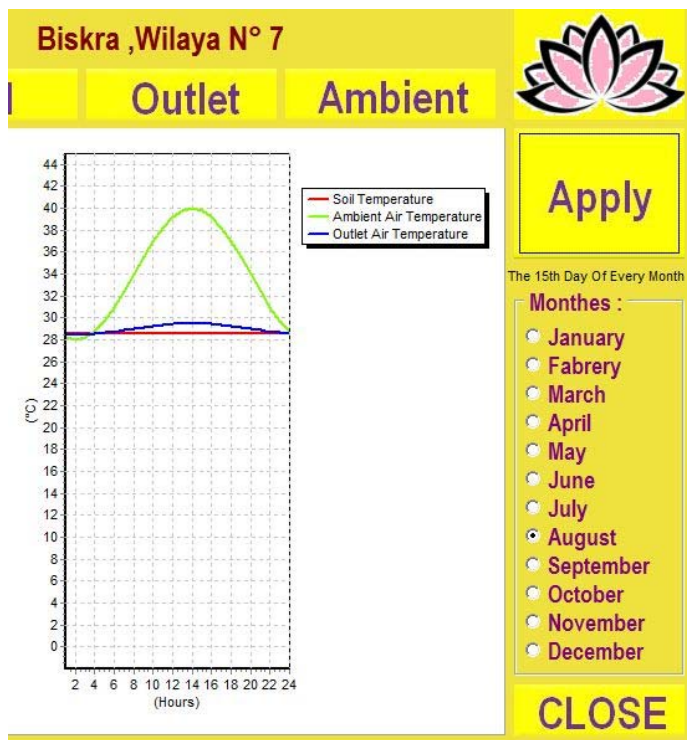 Biskra ,Wilaya N° 7
Outlet
Ambient
Apply
44
42
40
38
36
34
32
30
28
26
24
22
20
18
16
14
12
10
8
6
4
2
0
(°C)
2 4 6 8 10 12 14 16 18 20 22 24
(Hours)
Soil Temperature
Ambient Air Temperature
Outlet Air Temperature
The 15th Day Of Every Month
Monthes :
January
Fabrery
March
April
May
June
July
August
September
October
November
December
CLOSE